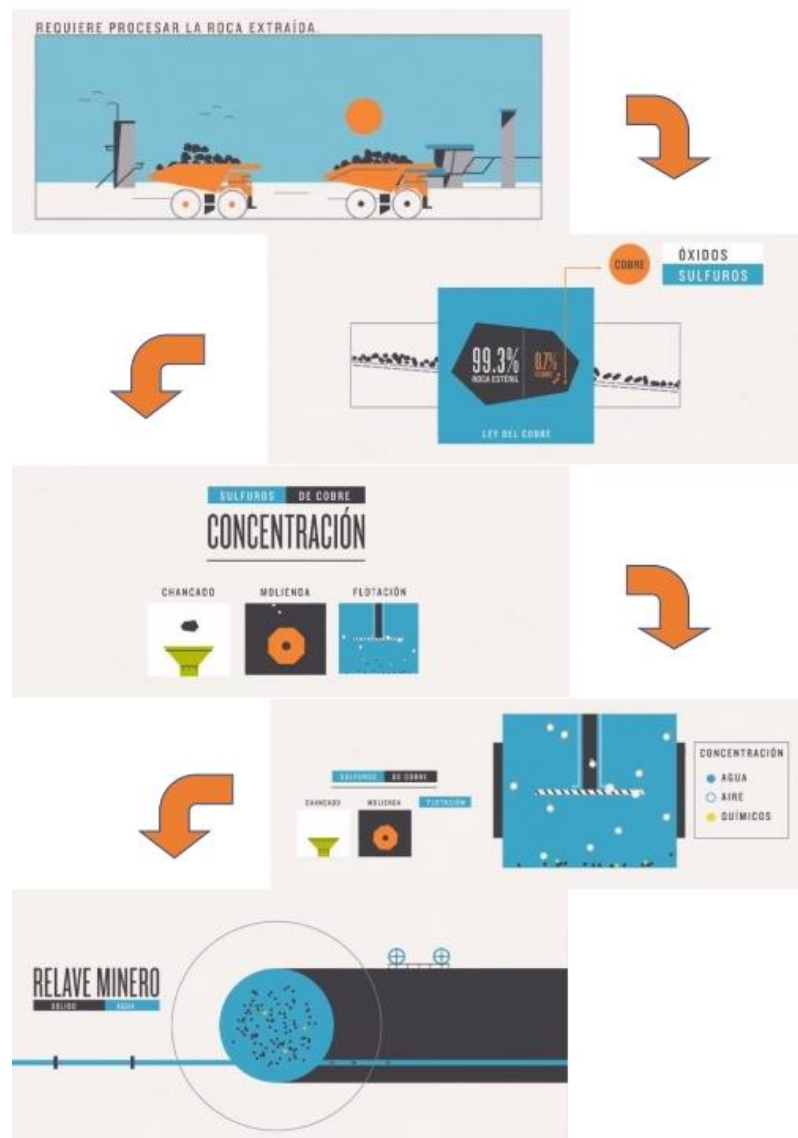 REQUIERE PROCESAR LA ROCA EXTRAÍDA.
COBRE
ÓXIDOS
SULFUROS
99.3%
ROCA ESTÉRIL
0.7%
LEY DEL COBRE
SULFUROS DE COBRE
CONCENTRACIÓN
CHANCADO MOLIENDA FLOTACIÓN
SULFUROS DE COBRE
CHANCADO MOLIENDA FLOTACIÓN
CONCENTRACIÓN
AGUA
AIRE
QUÍMICOS
RELAVE MINERO
SÓLIDO AGUA